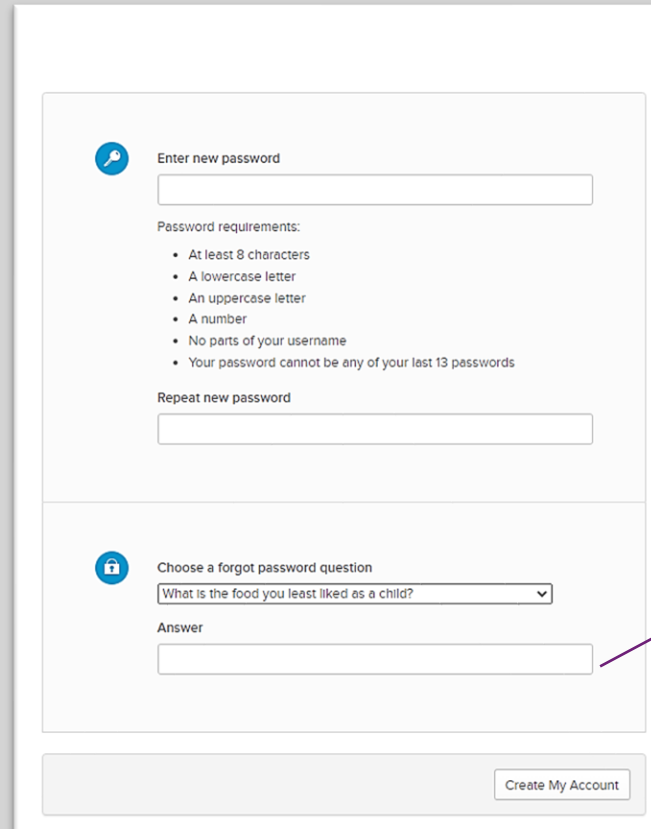 Enter new password
Password requirements:
• At least 8 characters
• A lowercase letter
• An uppercase letter
• A number
• No parts of your username
• Your password cannot be any of your last 13 passwords
Repeat new password
Choose a forgot password question
What is the food you least liked as a child?
Answer
Create My Account